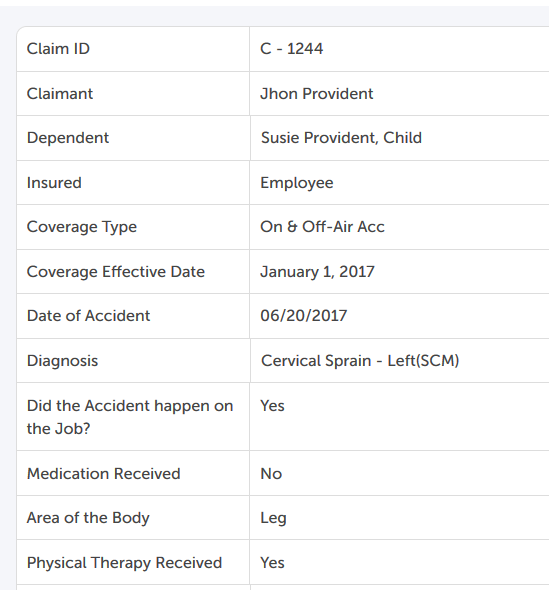 Claim ID C - 1244
Claimant Jhon Provident
Dependent Susie Provident, Child
Insured Employee
Coverage Type On & Off-Air Acc
Coverage Effective Date January 1, 2017
Date of Accident 06/20/2017
Diagnosis Cervical Sprain - Left(SCM)
Did the Accident happen on Yes
the Job?
Medication Received No
Area of the Body Leg
Physical Therapy Received Yes